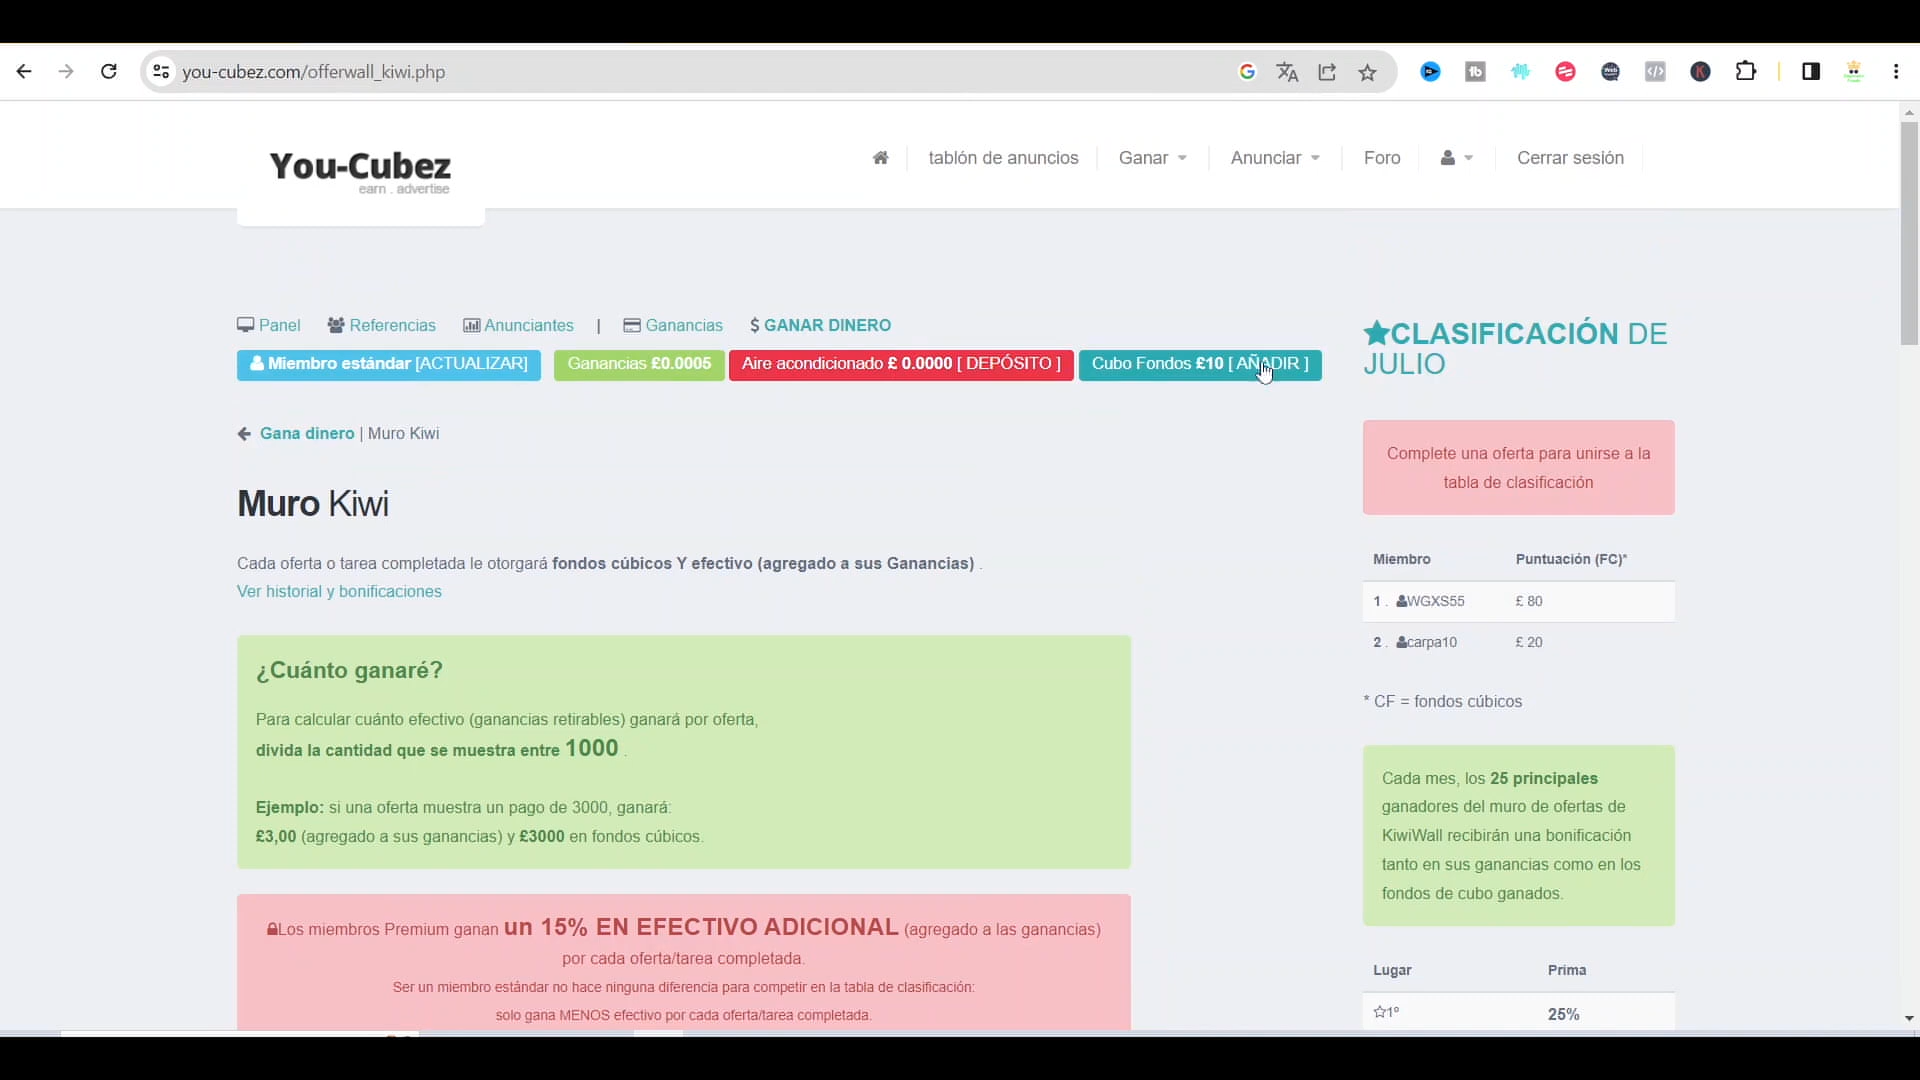 you-cubez.com/offerwall_kiwi.php
You-Cubez
earn . advertise
tablón de anuncios
Ganar
Anunciar
Foro
Cerrar sesión
Panel Referencias Anunciantes | Ganancias $ GANAR DINERO
Miembro estándar [ACTUALIZAR] Ganancias £0.0005 Aire acondicionado £ 0.0000 [ DEPÓSITO ] Cubo Fondos £10 [ AÑADIR ]
Gana dinero | Muro Kiwi
Muro Kiwi
Cada oferta o tarea completada le otorgará fondos cúbicos Y efectivo (agregado a sus Ganancias) .
Ver historial y bonificaciones
¿Cuánto ganaré?
Para calcular cuánto efectivo (ganancias retirables) ganará por oferta,
divida la cantidad que se muestra entre 1000 .
Ejemplo: si una oferta muestra un pago de 3000, ganará:
£3,00 (agregado a sus ganancias) y £3000 en fondos cúbicos.
Los miembros Premium ganan un 15% EN EFECTIVO ADICIONAL (agregado a las ganancias)
por cada oferta/tarea completada.
Ser un miembro estándar no hace ninguna diferencia para competir en la tabla de clasificación:
solo gana MENOS efectivo por cada oferta/tarea completada.
CLASIFICACIÓN DE
JULIO
Complete una oferta para unirse a la
tabla de clasificación
Miembro Puntuación (FC)*
1 . WGXS55 £ 80
2 . carpa10 £ 20
* CF = fondos cúbicos
Cada mes, los 25 principales
ganadores del muro de ofertas de
KiwiWall recibirán una bonificación
tanto en sus ganancias como en los
fondos de cubo ganados.
Lugar Prima
1º 25%